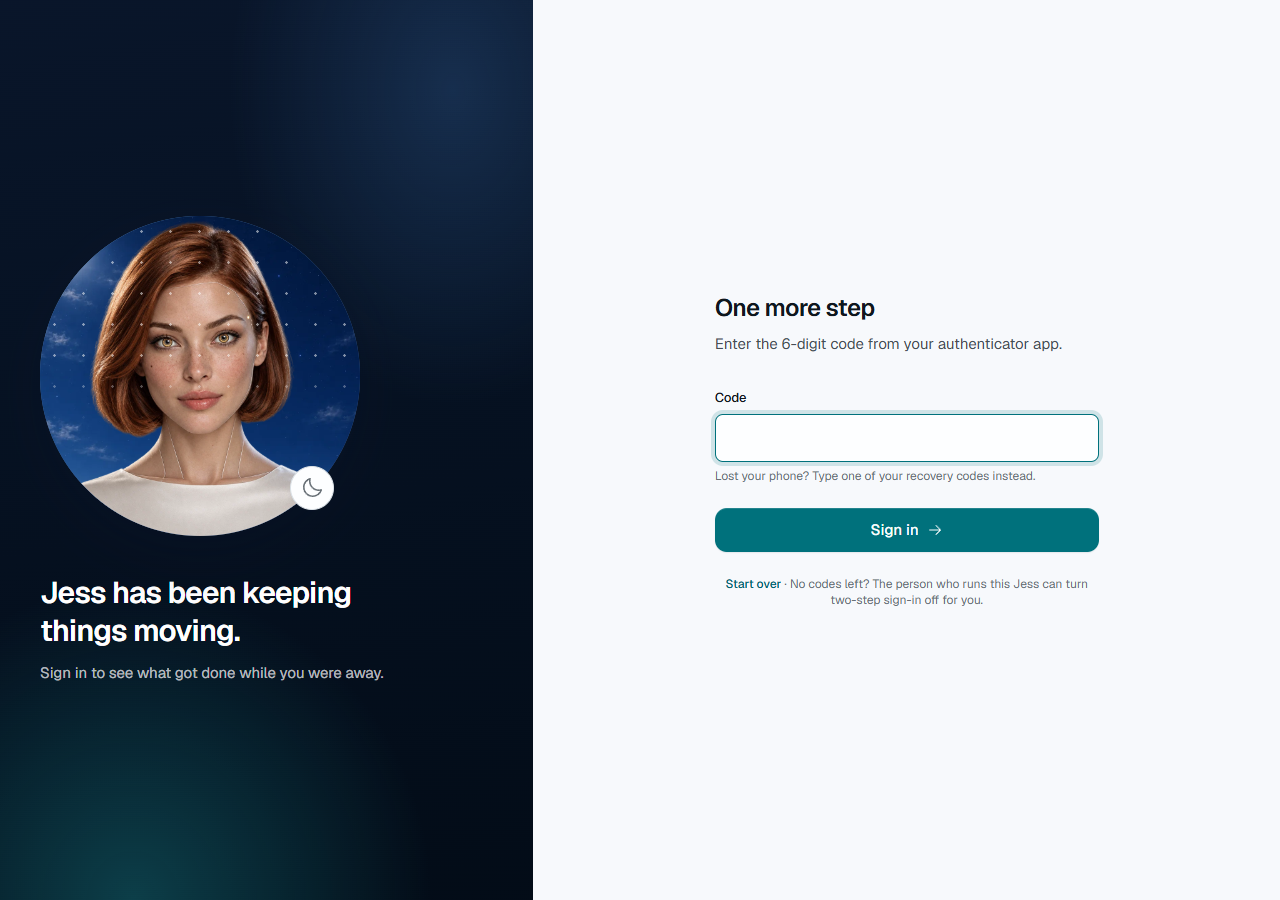 Jess has been keeping
things moving.
Sign in to see what got done while you were away.
One more step
Enter the 6-digit code from your authenticator app.
Code
Lost your phone? Type one of your recovery codes instead.
Sign in →
Start over · No codes left? The person who runs this Jess can turn
two-step sign-in off for you.